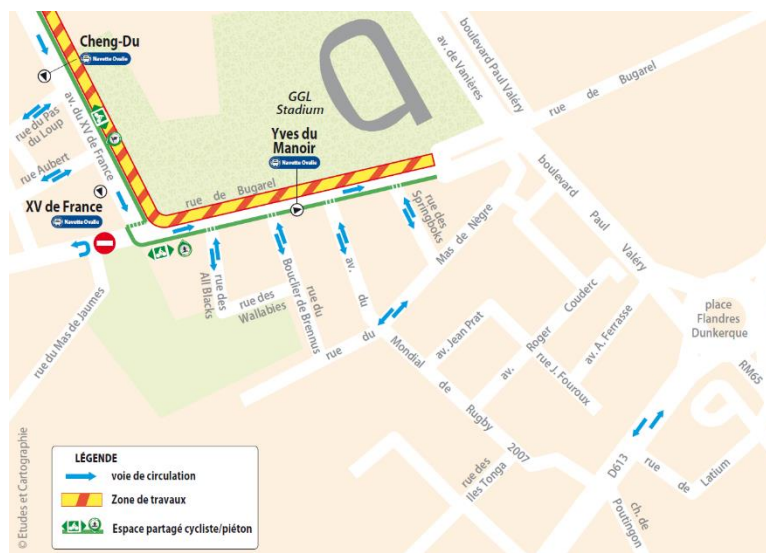 Cheng-Du
Navette Ovalie
av. du XV de France
rue du Pas
du Loup
rue Aubert
XV de France
Navette Ovalie
rue du Mas de Jaumes
GGL
Stadium
Yves du
Manoir
Navette Ovalie
rue de Bugarel
av. de Vanières
boulevard Paul Valéry
rue de Bugarel
boulevard Paul Valéry
rue des
Springboks
Mas de Nègre
rue des
All Blacks
rue des
Wallabies
rue du
Bouclier de Brennus
av. du Mondial de Rugby 2007
rue du
av. Jean Prat
av. Roger Couderc
rue J. Fouroux
av. A. Ferrasse
place
Flandres
Dunkerque
RM65
D613
rue de Latium
rue des
Iles Tonga
ch. de
Poutingon
© Etudes et Cartographie
LÉGENDE
voie de circulation
Zone de travaux
Espace partagé cycliste/piéton